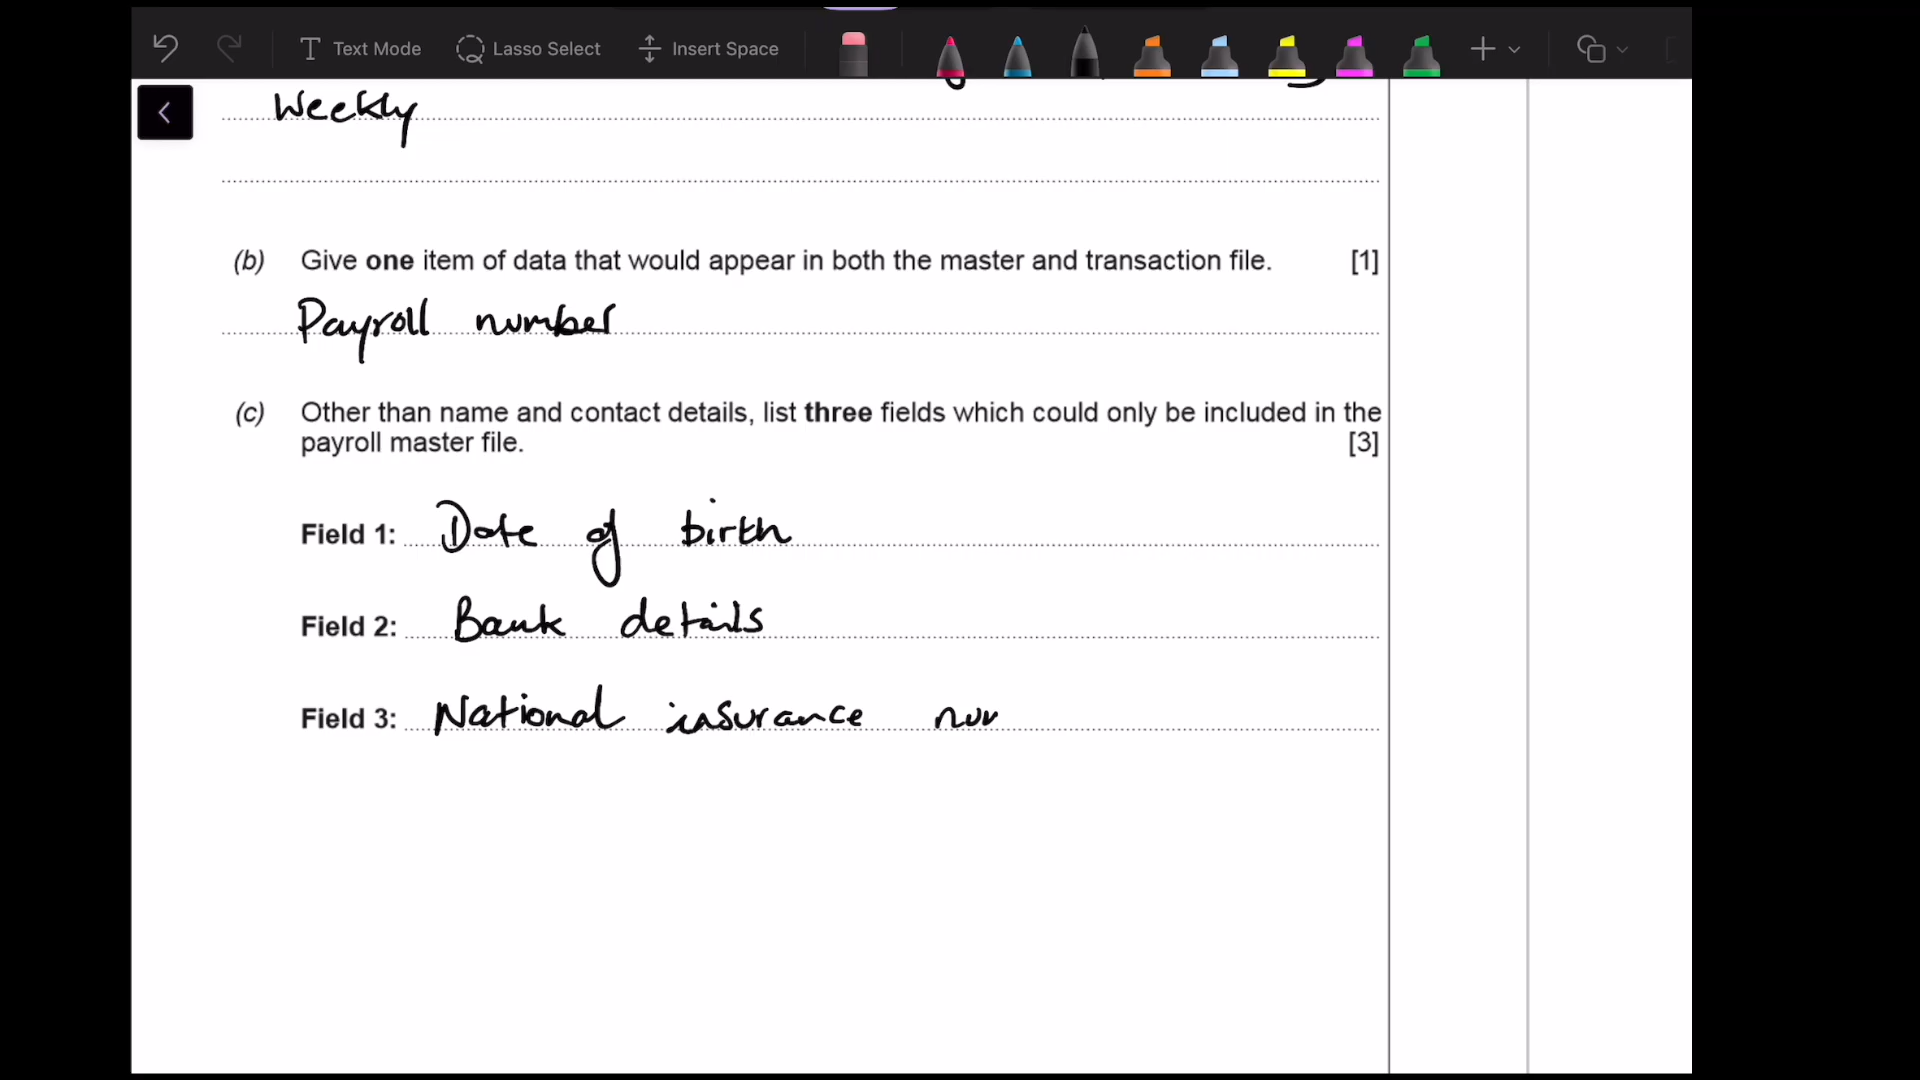 Text Mode Lasso Select Insert Space
Weekly
(b) Give one item of data that would appear in both the master and transaction file. [1]
Payroll number
(c) Other than name and contact details, list three fields which could only be included in the
payroll master file. [3]
Field 1: Date of birth
Field 2: Bank details
Field 3: National insurance